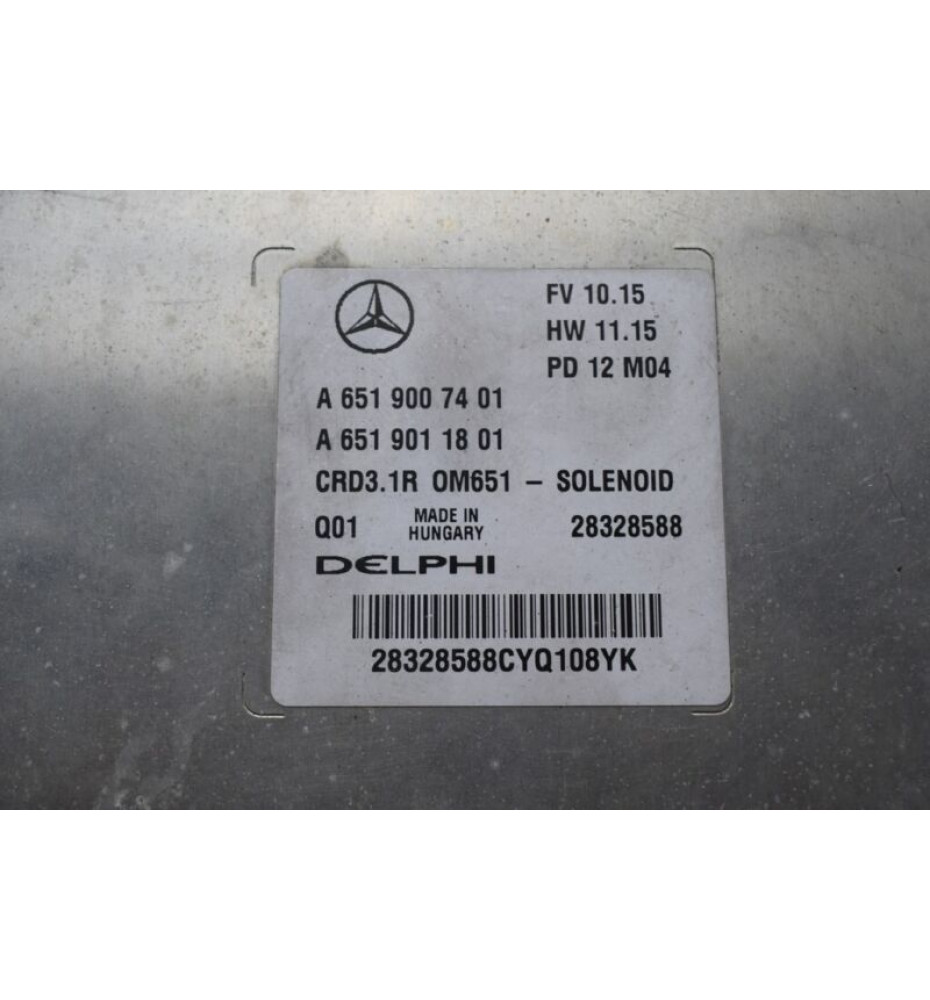 FV 10.15
HW 11.15
PD 12 M04
A 651 900 74 01
A 651 901 18 01
CRD3.1R OM651 – SOLENOID
Q01 MADE IN HUNGARY 28328588
DELPHI
28328588CYQ108YK